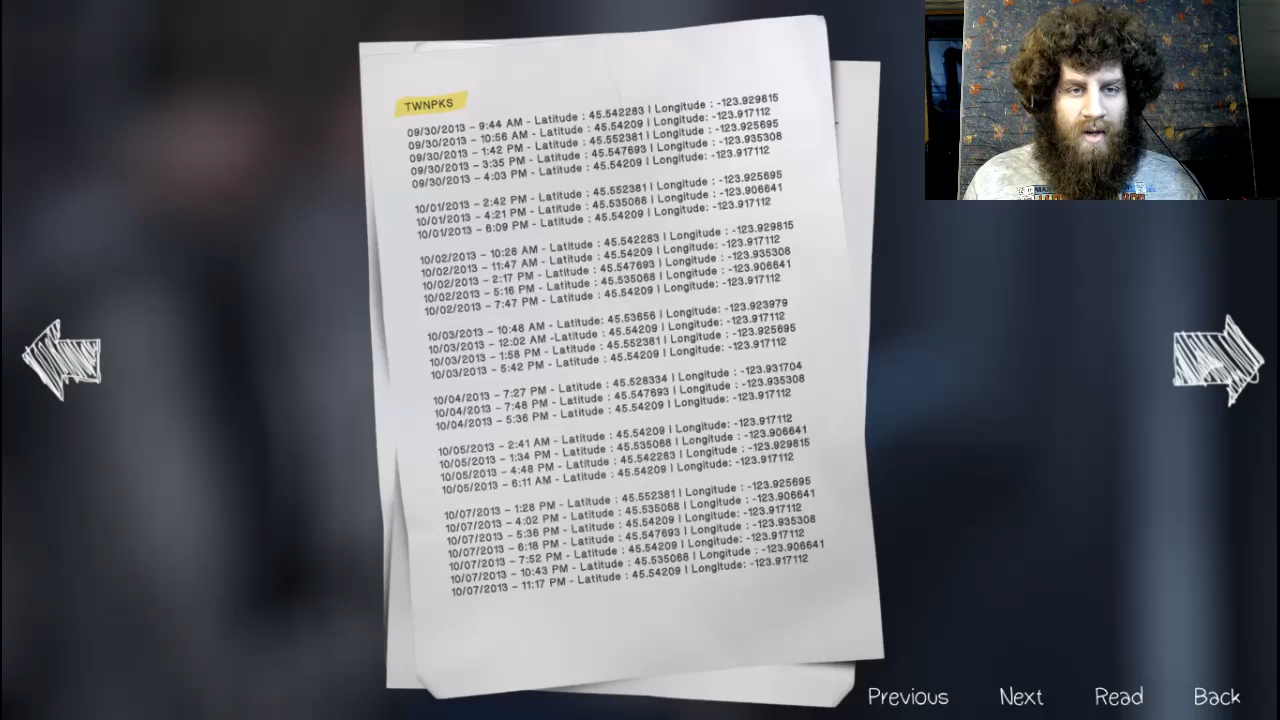 TWNPKS
09/30/2013 - 9:44 AM - Latitude : 45.542283 | Longitude : -123.929815
09/30/2013 - 10:56 AM - Latitude : 45.54209 | Longitude: -123.917112
09/30/2013 - 1:42 PM - Latitude : 45.552381 | Longitude : -123.925695
09/30/2013 - 3:35 PM - Latitude : 45.547693 | Longitude : -123.935308
09/30/2013 - 4:03 PM - Latitude : 45.54209 | Longitude: -123.917112
10/01/2013 - 2:42 PM - Latitude : 45.552381 | Longitude : -123.925695
10/01/2013 - 4:21 PM - Latitude : 45.535068 | Longitude : -123.906641
10/01/2013 - 6:09 PM - Latitude : 45.54209 | Longitude: -123.917112
10/02/2013 - 10:28 AM - Latitude : 45.542283 | Longitude : -123.929815
10/02/2013 - 11:47 AM - Latitude : 45.54209 | Longitude: -123.917112
10/02/2013 - 2:17 PM - Latitude : 45.547693 | Longitude : -123.935308
10/02/2013 - 5:16 PM - Latitude : 45.535068 | Longitude : -123.906641
10/02/2013 - 7:47 PM - Latitude : 45.54209 | Longitude: -123.917112
10/03/2013 - 10:48 AM - Latitude: 45.53656 | Longitude: -123.923979
10/03/2013 - 12:02 AM -Latitude : 45.54209 | Longitude: -123.917112
10/03/2013 - 1:58 PM - Latitude : 45.552381 | Longitude : -123.925695
10/03/2013 - 5:42 PM - Latitude : 45.54209 | Longitude: -123.917112
10/04/2013 - 7:27 PM - Latitude : 45.528334 | Longitude : -123.931704
10/04/2013 - 7:48 PM - Latitude : 45.547693 | Longitude : -123.935308
10/04/2013 - 5:36 PM - Latitude : 45.54209 | Longitude: -123.917112
10/05/2013 - 2:41 AM - Latitude : 45.54209 | Longitude: -123.917112
10/05/2013 - 1:34 PM - Latitude : 45.535068 | Longitude : -123.906641
10/05/2013 - 4:48 PM - Latitude : 45.542283 | Longitude : -123.929815
10/05/2013 - 6:11 AM - Latitude : 45.54209 | Longitude: -123.917112
10/07/2013 - 1:28 PM - Latitude : 45.552381 | Longitude : -123.925695
10/07/2013 - 4:02 PM - Latitude : 45.535068 | Longitude : -123.906641
10/07/2013 - 5:36 PM - Latitude : 45.54209 | Longitude: -123.917112
10/07/2013 - 6:18 PM - Latitude : 45.547693 | Longitude : -123.935308
10/07/2013 - 7:52 PM - Latitude : 45.54209 | Longitude: -123.917112
10/07/2013 - 10:43 PM - Latitude : 45.535068 | Longitude : -123.906641
10/07/2013 - 11:17 PM - Latitude : 45.54209 | Longitude: -123.917112
Previous Next Read Back